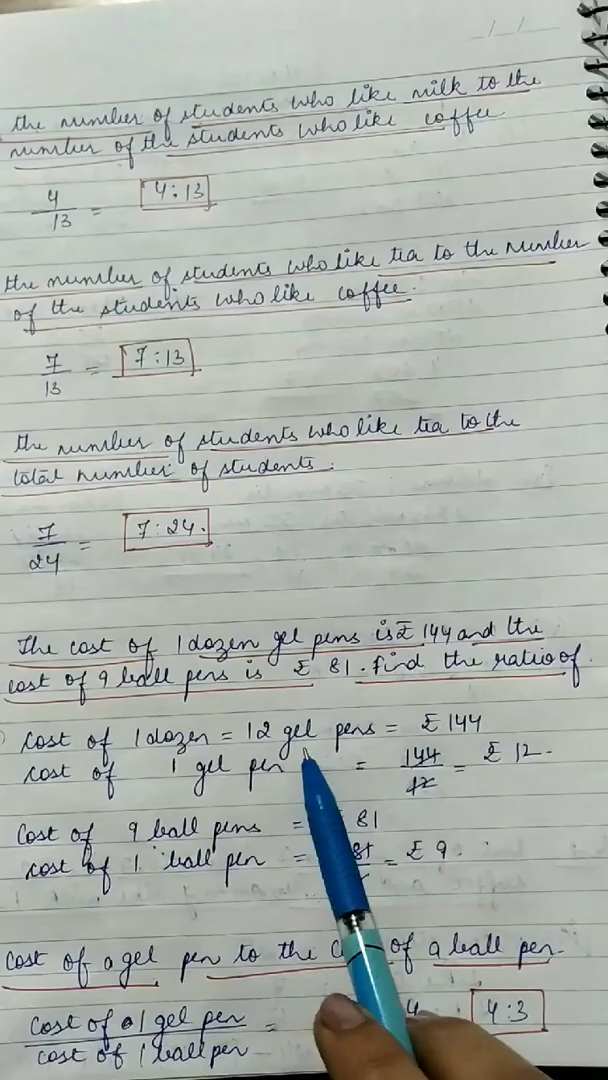 the number of students who like milk to the
number of the students who like coffee.
4/13 = 4:13
the number of students who like tea to the number
of the students who like coffee.
7/13 = 7:13
the number of students who like tea to the
total number of students.
7/24 = 7:24.
The cost of 1 dozen gel pens is ₹ 144 and the
cost of 9 ball pens is ₹ 81. find the ratio of.
cost of 1 dozen = 12 gel pens = ₹ 144
cost of 1 gel pen = 144/12 = ₹ 12.
Cost of 9 ball pens = 81
cost of 1 ball pen = 81 = ₹ 9.
cost of a gel pen to the of a ball pen.
cost of 1 gel pen/cost of 1 ball pen = 4 4:3